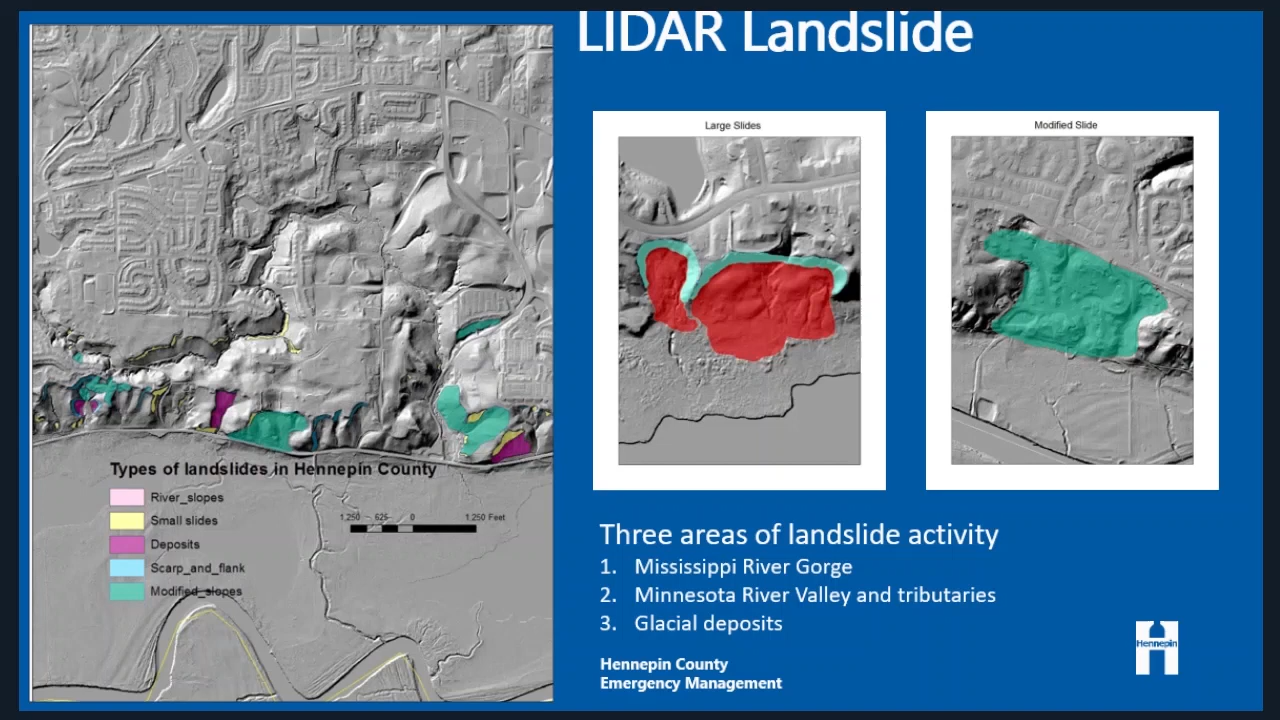 LIDAR Landslide
Large Slides
Modified Slide
Types of landslides in Hennepin County
River_slopes
Small slides
Deposits
Scarp_and_flank
Modified_slopes
1,250 625 0 1,250 Feet
Three areas of landslide activity
1. Mississippi River Gorge
2. Minnesota River Valley and tributaries
3. Glacial deposits
Hennepin County
Emergency Management
Hennepin